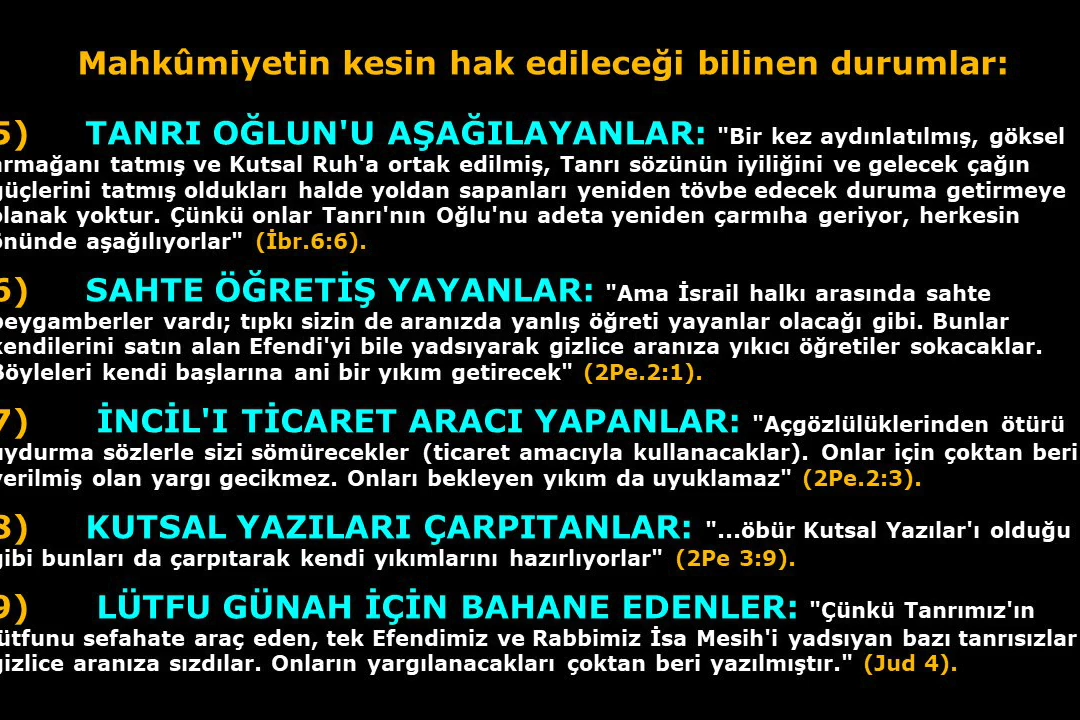 Mahkûmiyetin kesin hak edileceği bilinen durumlar:
5) TANRI OĞLUN'U AŞAĞILAYANLAR: "Bir kez aydınlatılmış, göksel
armağanı tatmış ve Kutsal Ruh'a ortak edilmiş, Tanrı sözünün iyiliğini ve gelecek çağın
güçlerini tatmış oldukları halde yoldan sapanları yeniden tövbe edecek duruma getirmeye
olanak yoktur. Çünkü onlar Tanrı'nın Oğlu'nu adeta yeniden çarmıha geriyor, herkesin
önünde aşağılıyorlar" (İbr.6:6).
6) SAHTE ÖĞRETİŞ YAYANLAR: "Ama İsrail halkı arasında sahte
peygamberler vardı; tıpkı sizin de aranızda yanlış öğreti yayanlar olacağı gibi. Bunlar
kendilerini satın alan Efendi'yi bile yadsıyarak gizlice aranıza yıkıcı öğretiler sokacaklar.
Böyleleri kendi başlarına ani bir yıkım getirecek" (2Pe.2:1).
7) İNCİL'I TİCARET ARACI YAPANLAR: "Açgözlülüklerinden ötürü
uydurma sözlerle sizi sömürecekler (ticaret amacıyla kullanacaklar). Onlar için çoktan beri
verilmiş olan yargı gecikmez. Onları bekleyen yıkım da uyuklamaz" (2Pe.2:3).
8) KUTSAL YAZILARI ÇARPITANLAR: "...öbür Kutsal Yazılar'ı olduğu
gibi bunları da çarpıtarak kendi yıkımlarını hazırlıyorlar" (2Pe 3:9).
9) LÜTFU GÜNAH İÇİN BAHANE EDENLER: "Çünkü Tanrımız'ın
lütfunu sefahate araç eden, tek Efendimiz ve Rabbimiz İsa Mesih'i yadsıyan bazı tanrısızlar
gizlice aranıza sızdılar. Onların yargılanacakları çoktan beri yazılmıştır." (Jud 4).